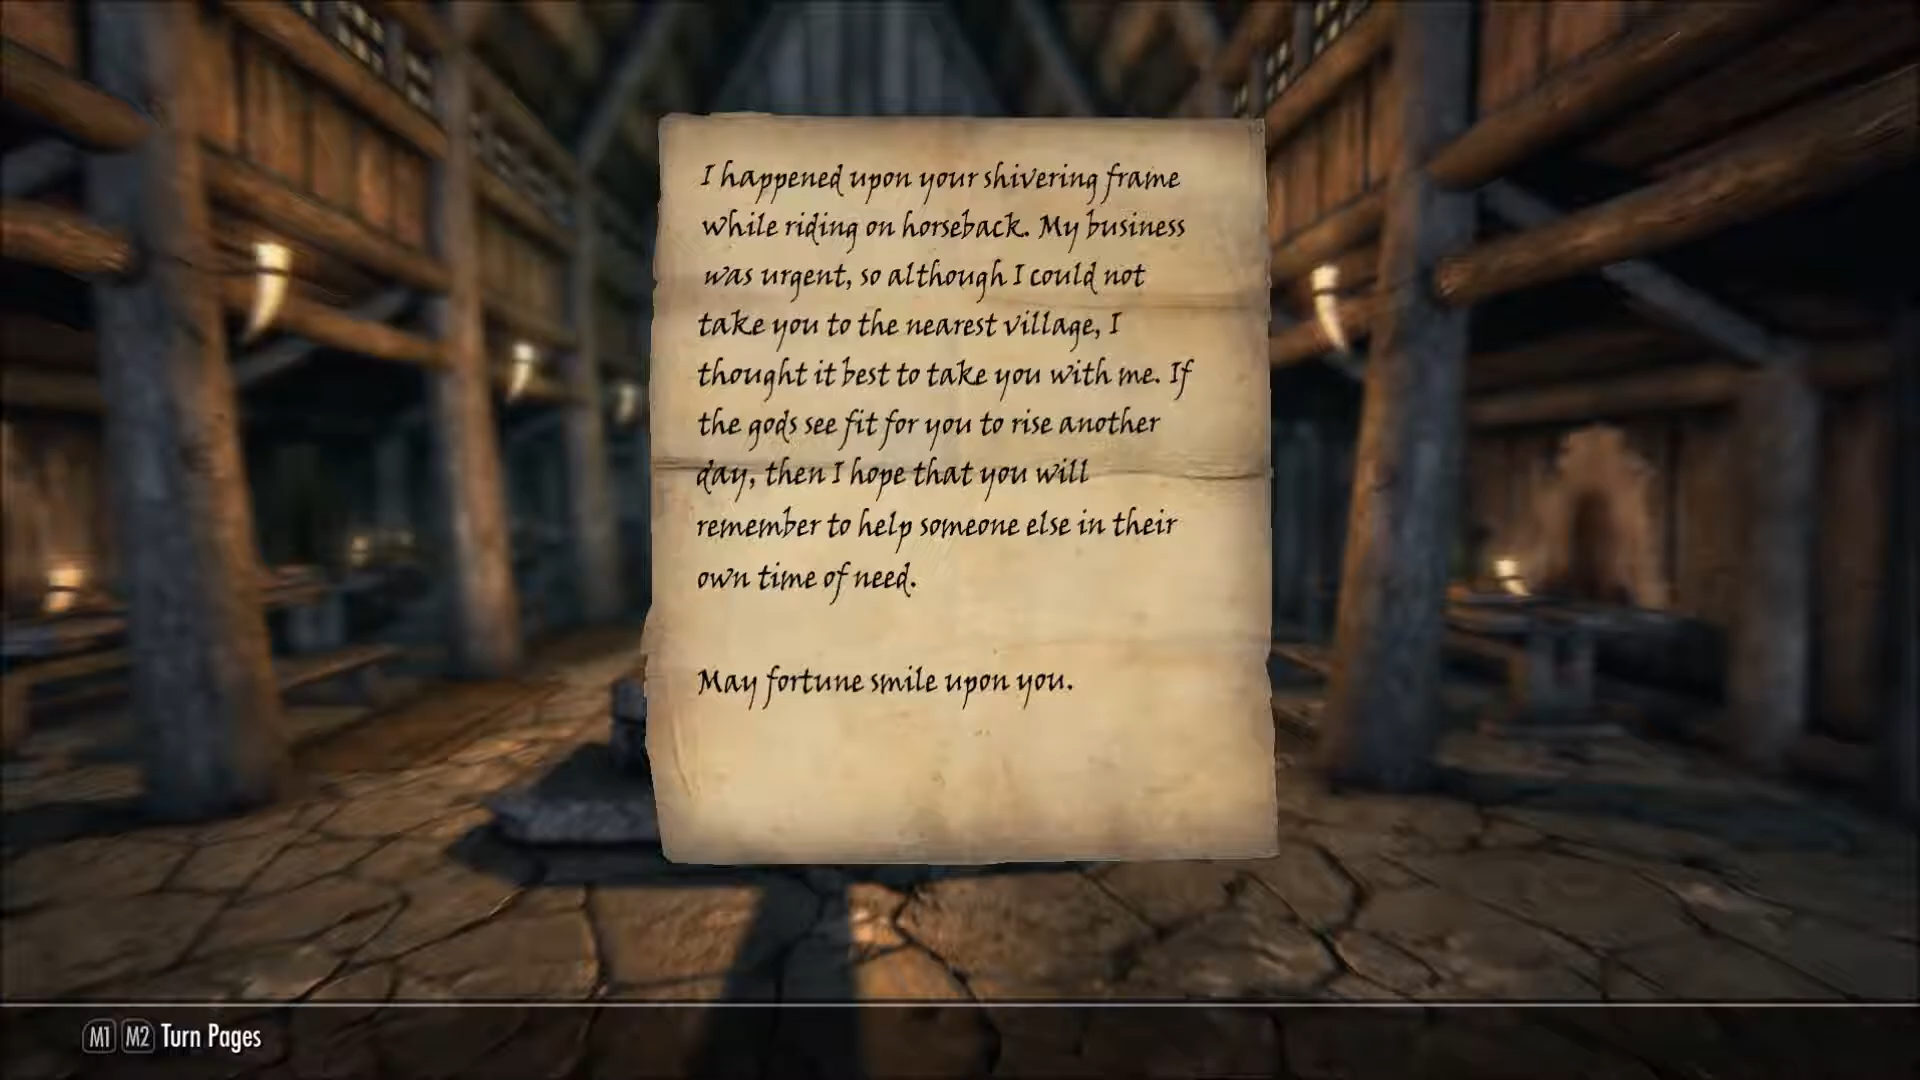 I happened upon your shivering frame
while riding on horseback. My business
was urgent, so although I could not
take you to the nearest village, I
thought it best to take you with me. If
the gods see fit for you to rise another
day, then I hope that you will
remember to help someone else in their
own time of need.
May fortune smile upon you.
M1 M2 Turn Pages